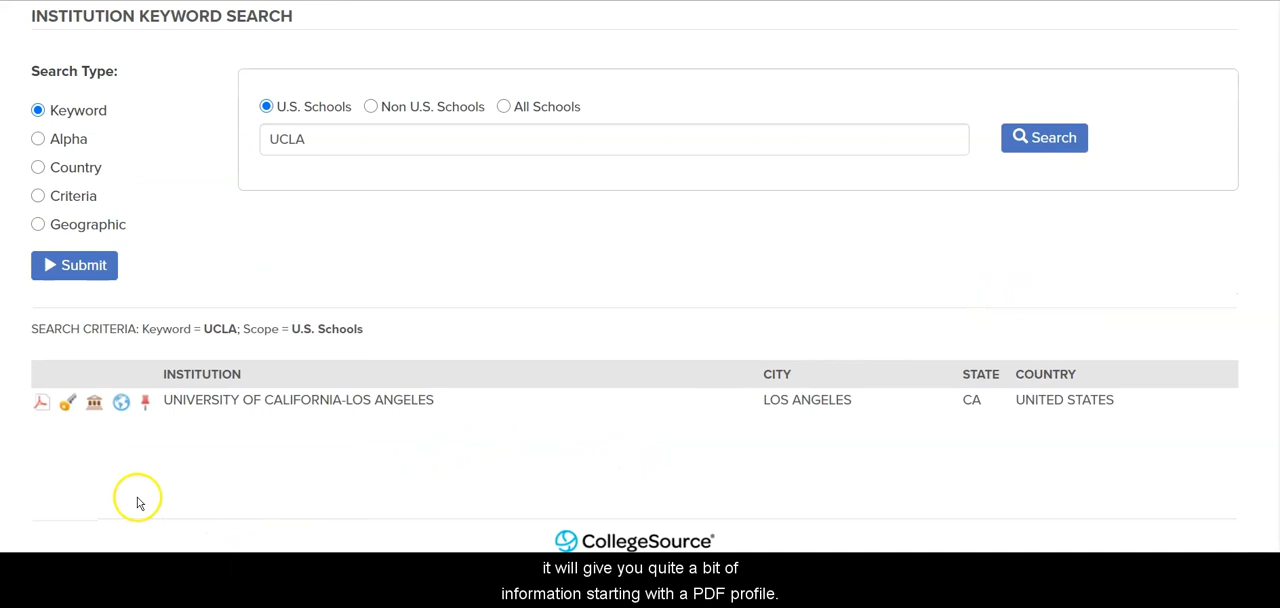 INSTITUTION KEYWORD SEARCH
Search Type:
Keyword
Alpha
Country
Criteria
Geographic
Submit
U.S. Schools Non U.S. Schools All Schools
UCLA
Search
SEARCH CRITERIA: Keyword = UCLA; Scope = U.S. Schools
INSTITUTION CITY STATE COUNTRY
UNIVERSITY OF CALIFORNIA-LOS ANGELES LOS ANGELES CA UNITED STATES
CollegeSource®
it will give you quite a bit of
information starting with a PDF profile.